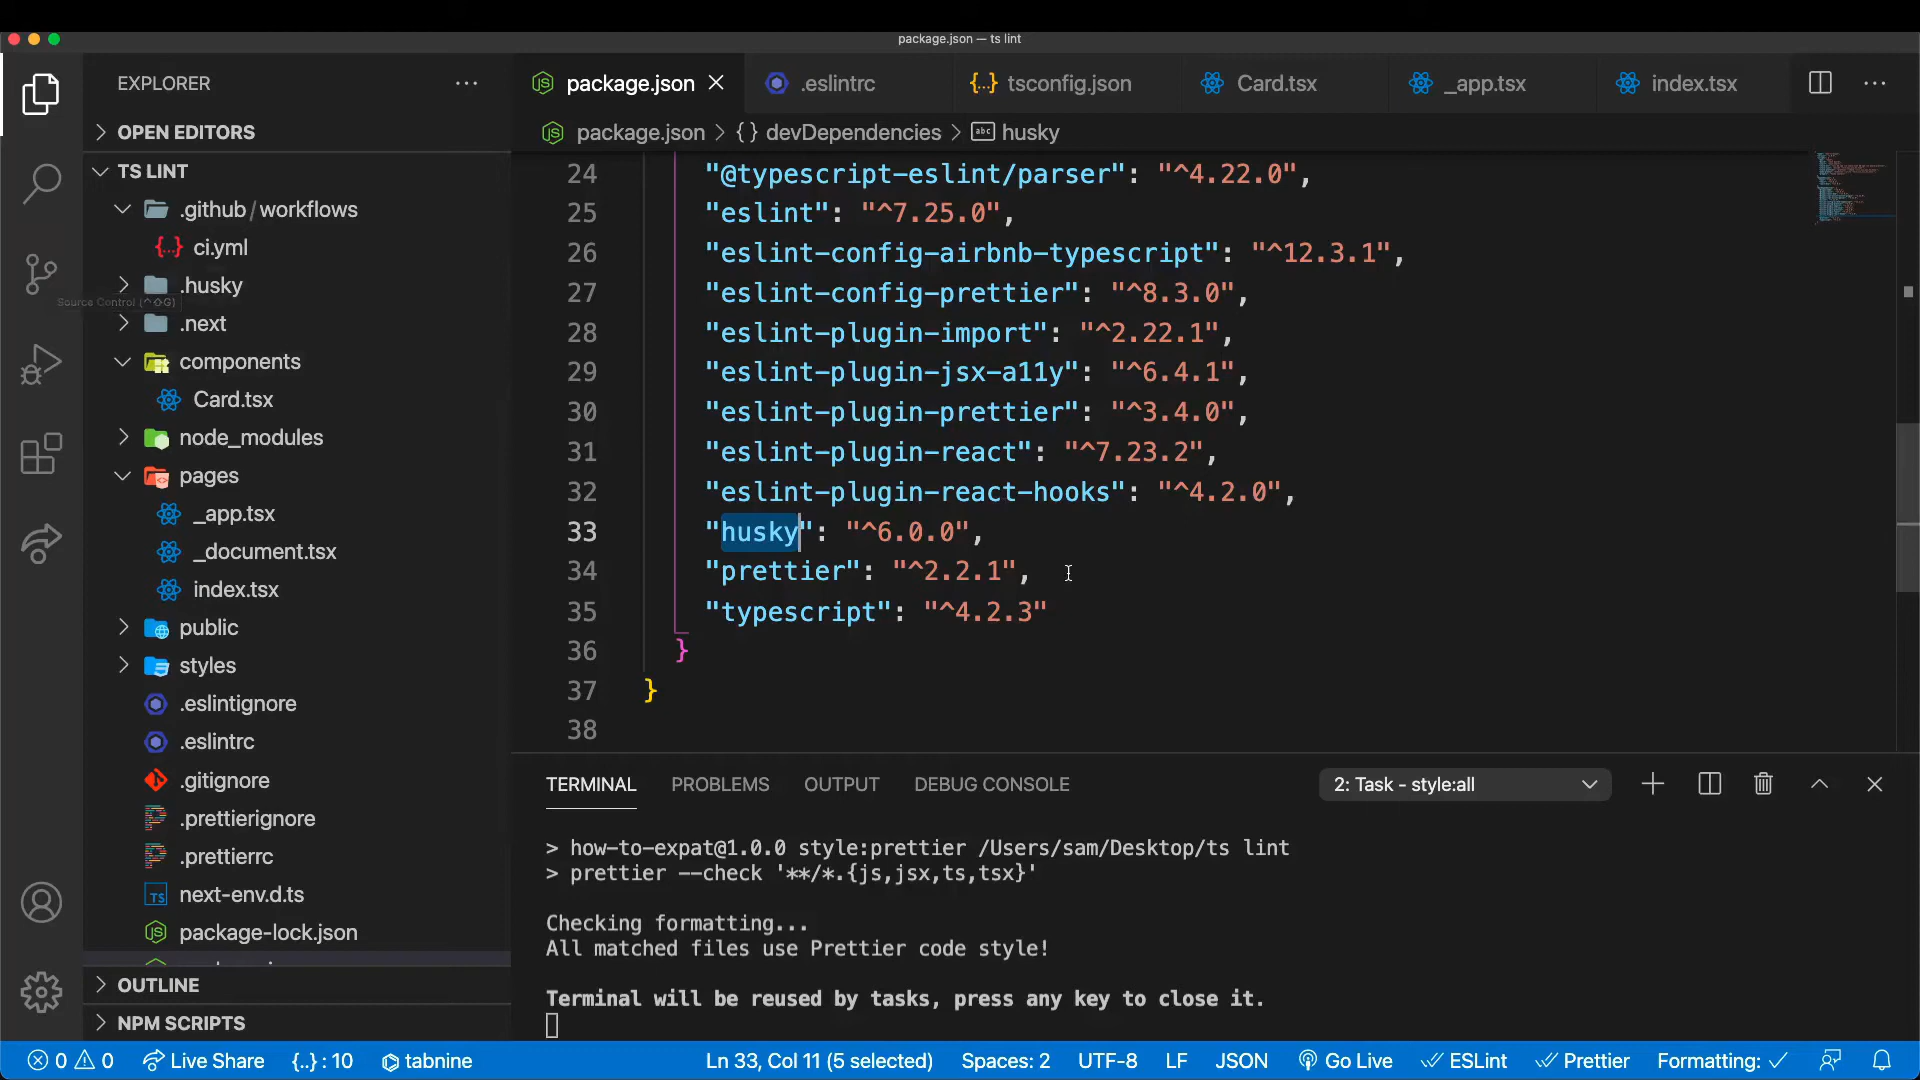 package.json — ts lint
EXPLORER
OPEN EDITORS
TS LINT
.github/workflows
ci.yml
.husky
Source Control (⌃⇧G)
.next
components
Card.tsx
node_modules
pages
_app.tsx
_document.tsx
index.tsx
public
styles
.eslintignore
.eslintrc
.gitignore
.prettierignore
.prettierrc
next-env.d.ts
package-lock.json
OUTLINE
NPM SCRIPTS
package.json .eslintrc {..} tsconfig.json Card.tsx _app.tsx index.tsx
package.json > {} devDependencies > abc husky
24 "@typescript-eslint/parser": "^4.22.0",
25 "eslint": "^7.25.0",
26 "eslint-config-airbnb-typescript": "^12.3.1",
27 "eslint-config-prettier": "^8.3.0",
28 "eslint-plugin-import": "^2.22.1",
29 "eslint-plugin-jsx-a11y": "^6.4.1",
30 "eslint-plugin-prettier": "^3.4.0",
31 "eslint-plugin-react": "^7.23.2",
32 "eslint-plugin-react-hooks": "^4.2.0",
33 "husky": "^6.0.0",
34 "prettier": "^2.2.1",
35 "typescript": "^4.2.3"
36 }
37 }
38
TERMINAL PROBLEMS OUTPUT DEBUG CONSOLE 2: Task - style:all
> how-to-expat@1.0.0 style:prettier /Users/sam/Desktop/ts lint
> prettier --check '**/*.{js,jsx,ts,tsx}'
Checking formatting...
All matched files use Prettier code style!
Terminal will be reused by tasks, press any key to close it.
0 0 Live Share {..} : 10 tabnine Ln 33, Col 11 (5 selected) Spaces: 2 UTF-8 LF JSON Go Live ESLint Prettier Formatting: ✓